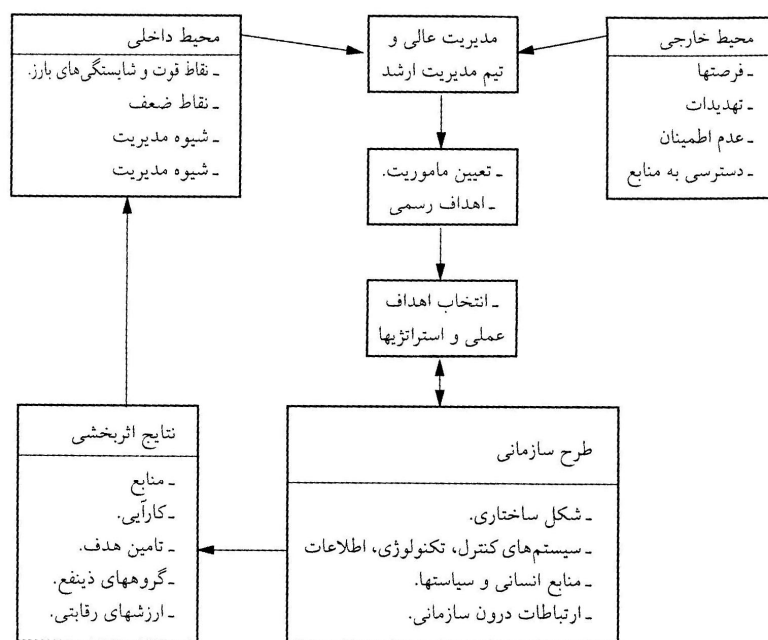 محیط خارجی
ـ فرصتها
ـ تهدیدات
ـ عدم اطمینان
ـ دسترسی به منابع
مدیریت عالی و
تیم مدیریت ارشد
محیط داخلی
ـ نقاط قوت و شایستگی‌های بارز.
ـ نقاط ضعف
ـ شیوه مدیریت
ـ شیوه مدیریت
ـ تعیین ماموریت.
ـ اهداف رسمی
ـ انتخاب اهداف
عملی و استراتژیها
طرح سازمانی
ـ شکل ساختاری.
ـ سیستم‌های کنترل، تکنولوژی، اطلاعات
ـ منابع انسانی و سیاستها.
ـ ارتباطات درون سازمانی.
نتایج اثربخشی
ـ منابع
ـ کارآیی.
ـ تامین هدف.
ـ گروههای ذینفع.
ـ ارزشهای رقابتی.